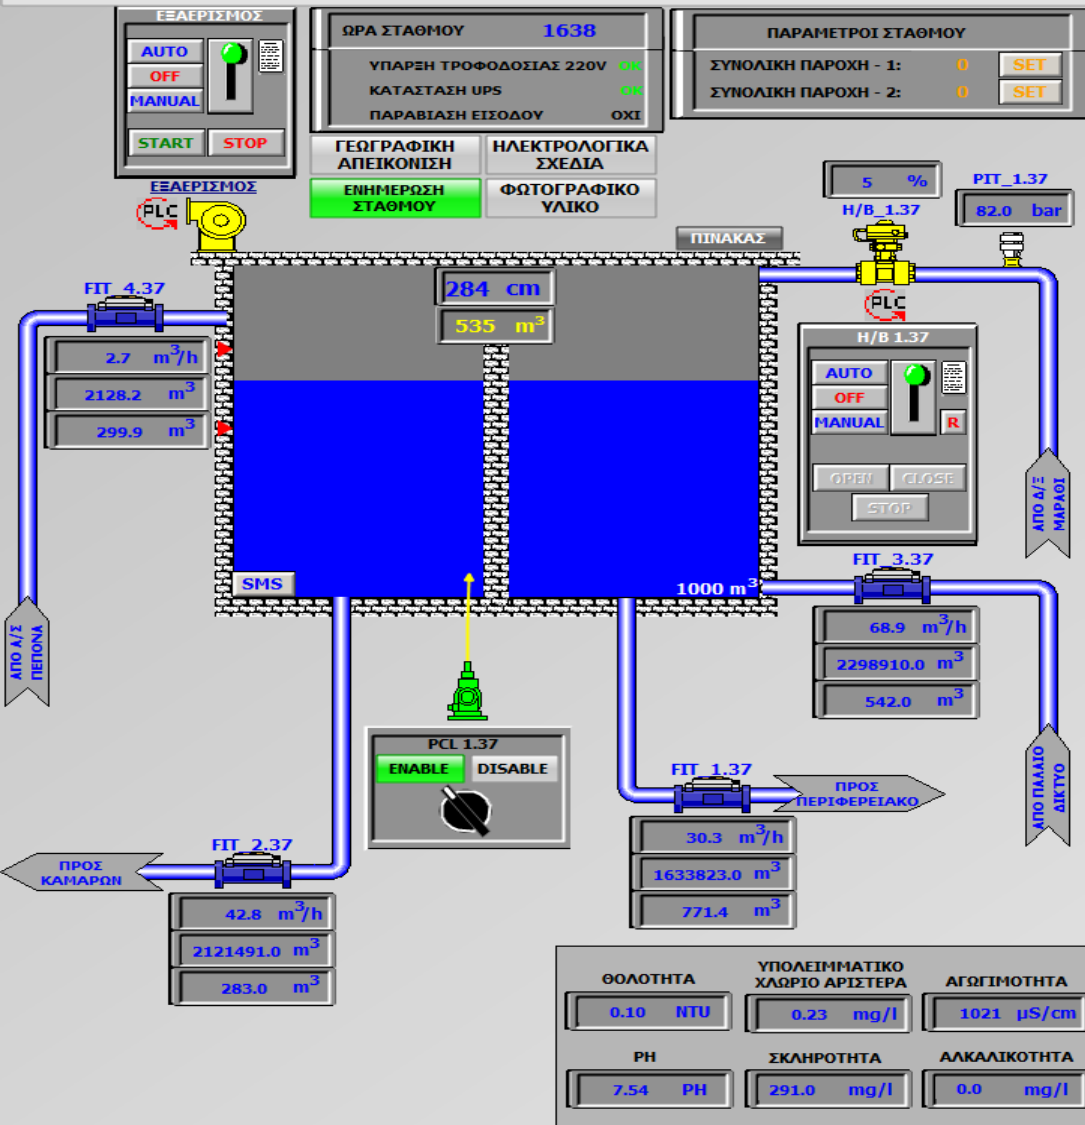 ΕΞΑΕΡΙΣΜΟΣ
AUTO
OFF
MANUAL
START STOP
ΕΞΑΕΡΙΣΜΟΣ
PLC
ΩΡΑ ΣΤΑΘΜΟΥ 1638
ΥΠΑΡΞΗ ΤΡΟΦΟΔΟΣΙΑΣ 220V OK
ΚΑΤΑΣΤΑΣΗ UPS OK
ΠΑΡΑΒΙΑΣΗ ΕΙΣΟΔΟΥ ΟΧΙ
ΓΕΩΓΡΑΦΙΚΗ
ΑΠΕΙΚΟΝΙΣΗ
ΗΛΕΚΤΡΟΛΟΓΙΚΑ
ΣΧΕΔΙΑ
ΕΝΗΜΕΡΩΣΗ
ΣΤΑΘΜΟΥ
ΦΩΤΟΓΡΑΦΙΚΟ
ΥΛΙΚΟ
ΠΑΡΑΜΕΤΡΟΙ ΣΤΑΘΜΟΥ
ΣΥΝΟΛΙΚΗ ΠΑΡΟΧΗ - 1: 0 SET
ΣΥΝΟΛΙΚΗ ΠΑΡΟΧΗ - 2: 0 SET
5 %
H/B_1.37
PIT_1.37
82.0 bar
ΠΙΝΑΚΑΣ
PLC
284 cm
535 m³
FIT_4.37
2.7 m³/h
2128.2 m³
299.9 m³
H/B 1.37
AUTO
OFF
MANUAL
R
OPEN CLOSE
STOP
ΑΠΟ Δ/Ξ
ΜΑΡΑΘΙ
SMS
1000 m³
FIT_3.37
68.9 m³/h
2298910.0 m³
542.0 m³
ΑΠΟ Α/Σ
ΠΕΠΟΝΑ
PCL 1.37
ENABLE DISABLE
ΑΠΟ ΠΑΛΑΙΟ
ΔΙΚΤΥΟ
FIT_1.37
ΠΡΟΣ
ΠΕΡΙΦΕΡΕΙΑΚΟ
30.3 m³/h
1633823.0 m³
771.4 m³
FIT_2.37
ΠΡΟΣ
ΚΑΜΑΡΩΝ
42.8 m³/h
2121491.0 m³
283.0 m³
ΘΟΛΟΤΗΤΑ
0.10 NTU
ΥΠΟΛΕΙΜΜΑΤΙΚΟ
ΧΛΩΡΙΟ ΑΡΙΣΤΕΡΑ
0.23 mg/l
ΑΓΩΓΙΜΟΤΗΤΑ
1021 μS/cm
PH
7.54 PH
ΣΚΛΗΡΟΤΗΤΑ
291.0 mg/l
ΑΛΚΑΛΙΚΟΤΗΤΑ
0.0 mg/l